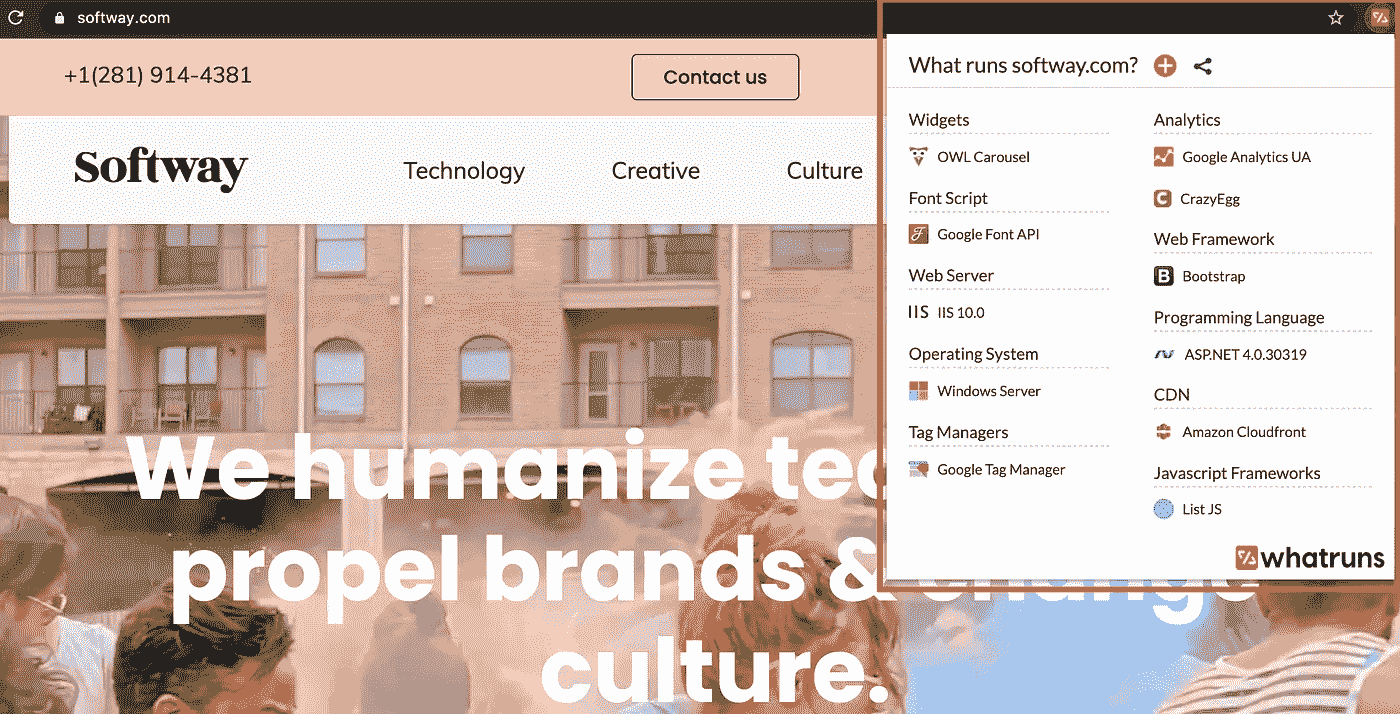 softway.com
+1(281) 914-4381
Contact us
Softway
Technology
Creative
Culture
We humanize tec
propel brands & change
culture.
What runs softway.com?
Widgets
OWL Carousel
Font Script
Google Font API
Web Server
IIS IIS 10.0
Operating System
Windows Server
Tag Managers
Google Tag Manager
Analytics
Google Analytics UA
C CrazyEgg
Web Framework
B Bootstrap
Programming Language
ASP.NET 4.0.30319
CDN
Amazon Cloudfront
Javascript Frameworks
List JS
whatruns